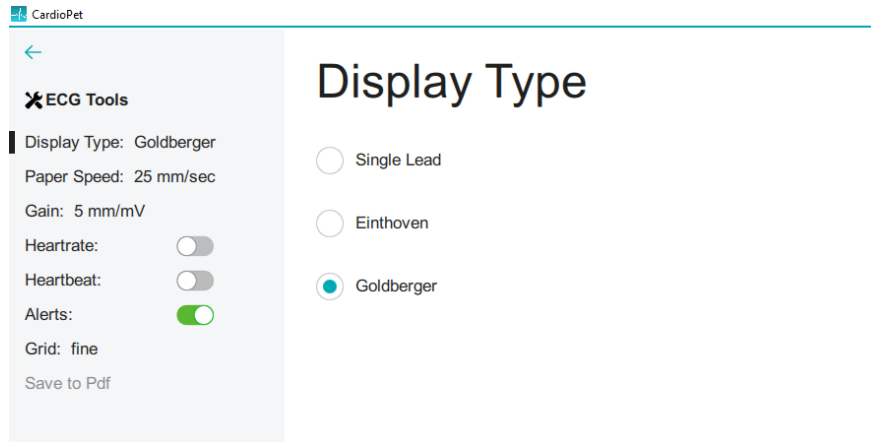 CardioPet
ECG Tools
Display Type: Goldberger
Paper Speed: 25 mm/sec
Gain: 5 mm/mV
Heartrate:
Heartbeat:
Alerts:
Grid: fine
Save to Pdf
Display Type
Single Lead
Einthoven
Goldberger